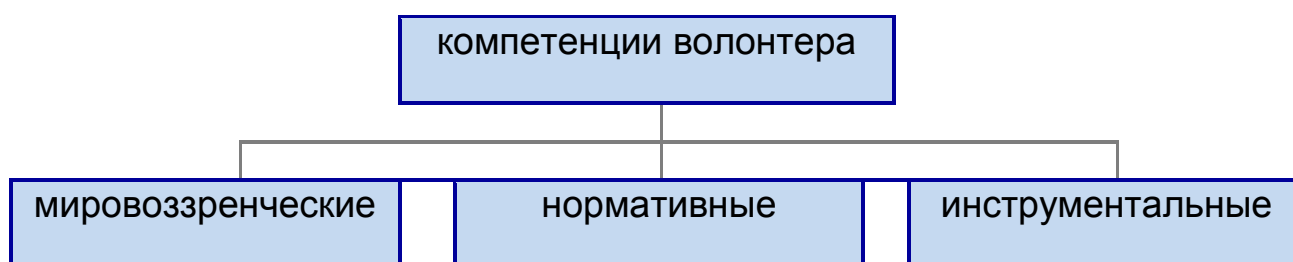 компетенции волонтера
мировоззренческие
нормативные
инструментальные